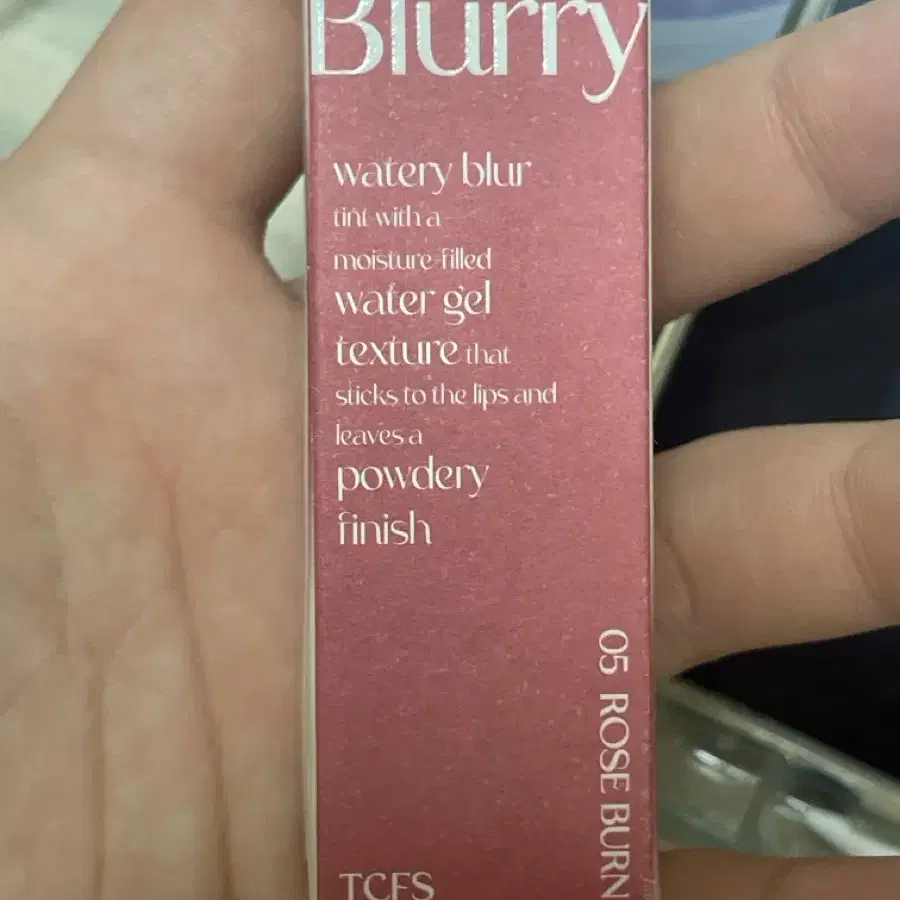 Blurry
watery blur
tint with a
moisture-filled
water gel
texture that
sticks to the lips and
leaves a
powdery
finish
05 ROSE BURN
TCFS